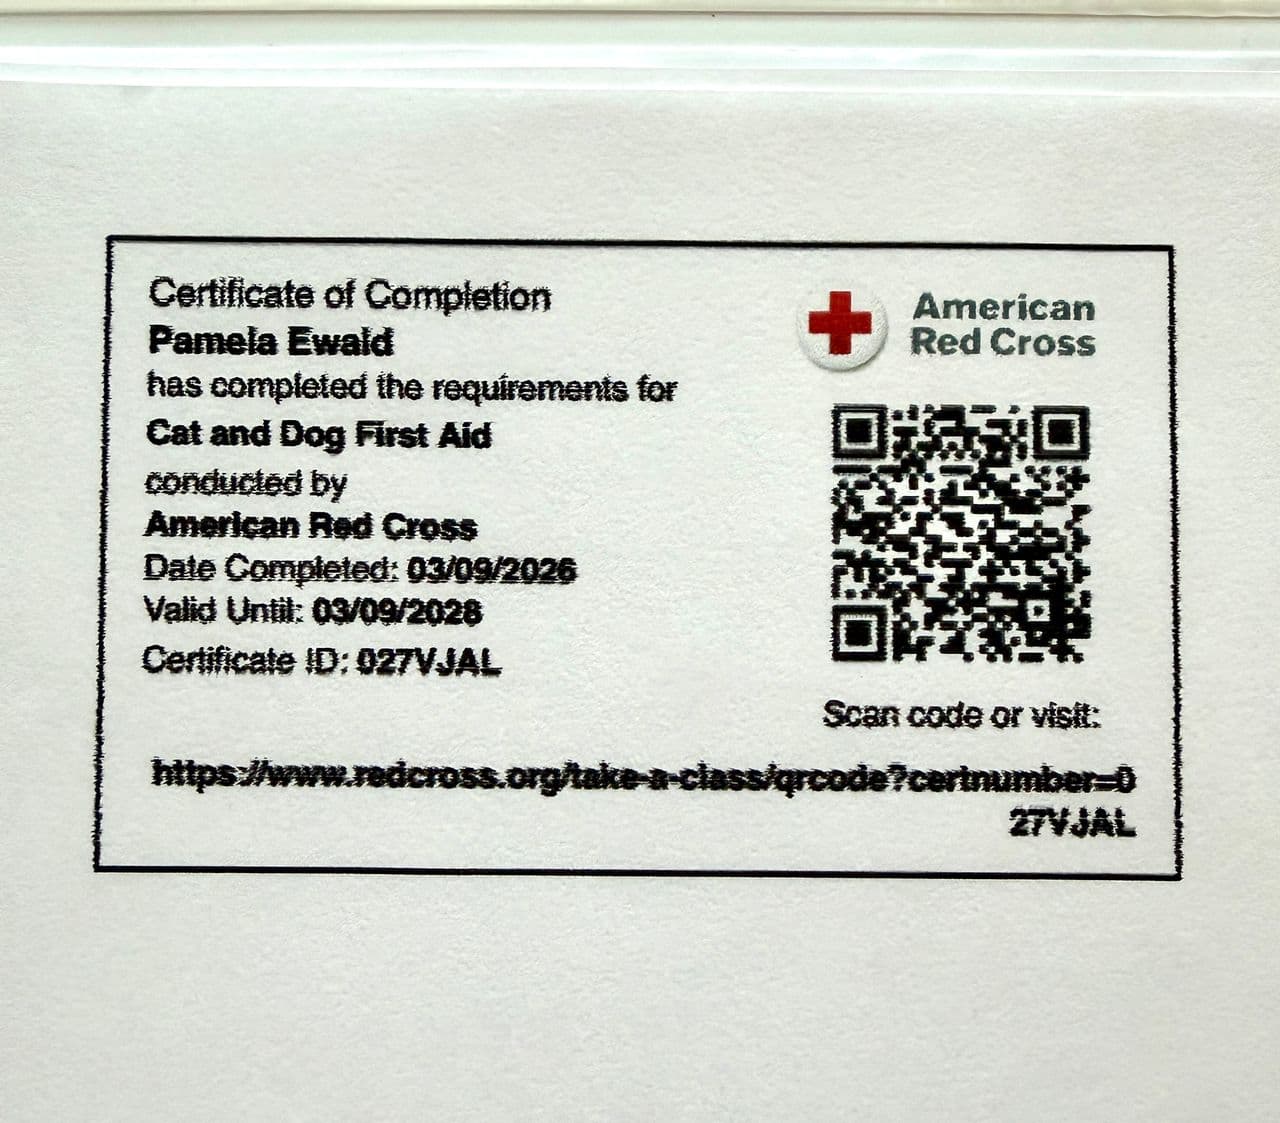 Certificate of Completion
Pamela Ewald
has completed the requirements for
Cat and Dog First Aid
conducted by
American Red Cross
Date Completed: 03/09/2026
Valid Until: 03/09/2028
Certificate ID: 027VJAL
American
Red Cross
Scan code or visit:
https://www.redcross.org/take-a-class/qrcode?certnumber=0
27VJAL